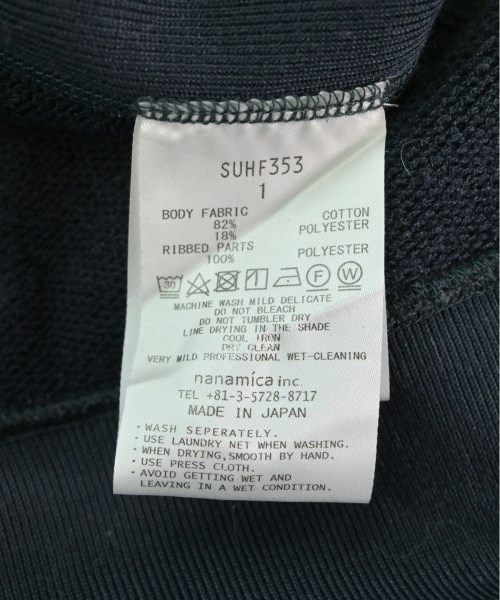 SUHF353
1
BODY FABRIC
82% COTTON
18% POLYESTER
RIBBED PARTS
100% POLYESTER
30 F W
MACHINE WASH MILD DELICATE
DO NOT BLEACH
DO NOT TUMBLER DRY
LINE DRYING IN THE SHADE
COOL IRON
DRY CLEAN
VERY MILD PROFESSIONAL WET-CLEANING
nanamica inc.
TEL +81-3-5728-8717
MADE IN JAPAN
・WASH SEPERATELY.
・USE LAUNDRY NET WHEN WASHING.
・WHEN DRYING,SMOOTH BY HAND.
・USE PRESS CLOTH.
・AVOID GETTING WET AND
LEAVING IN A WET CONDITION.